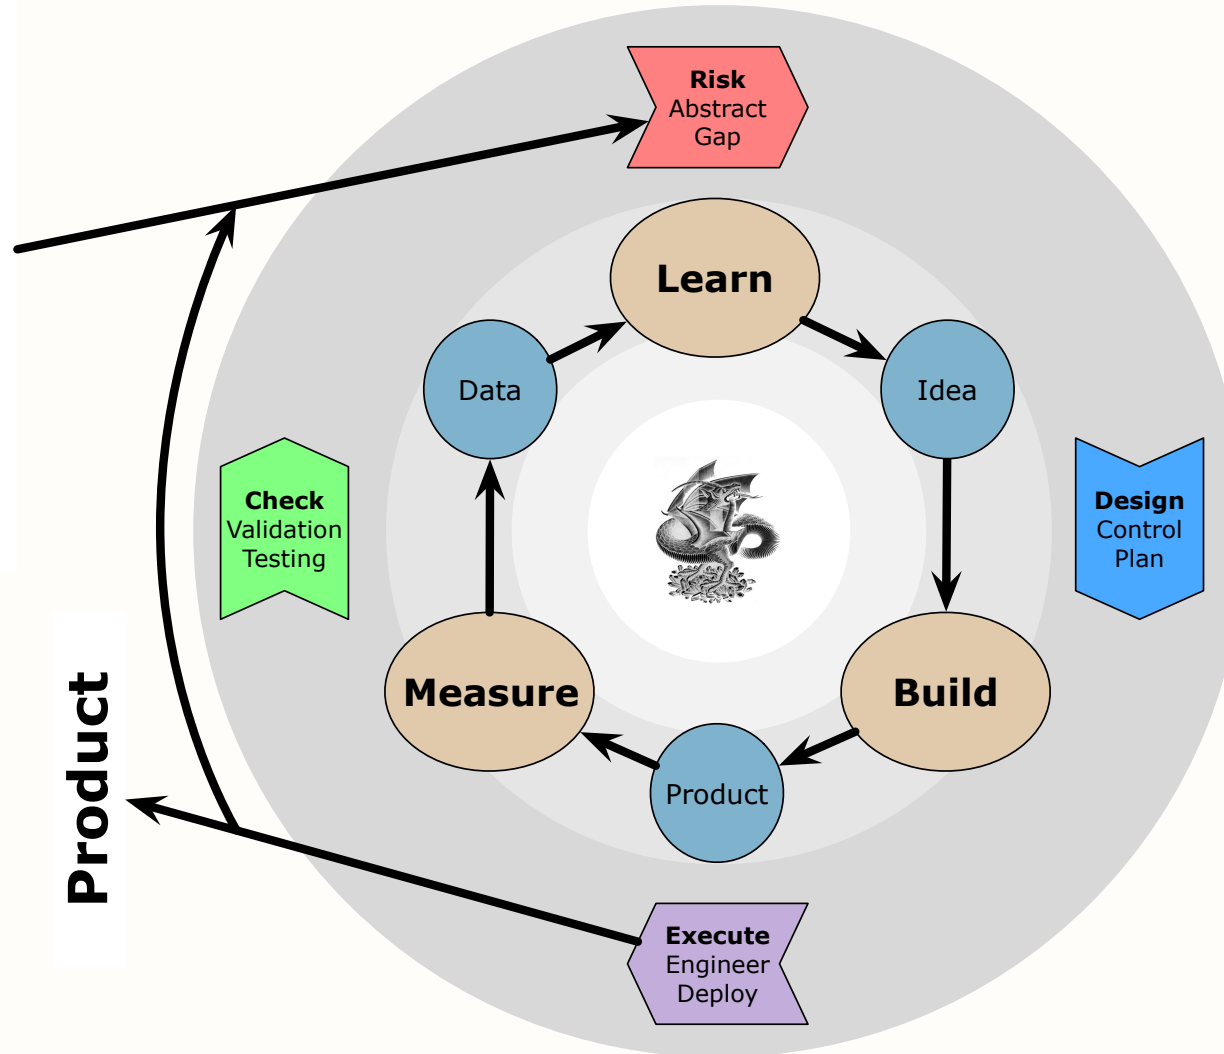 Risk
Abstract
Gap
Learn
Data
Idea
Check
Validation
Testing
Design
Control
Plan
Measure
Build
Product
Product
Execute
Engineer
Deploy